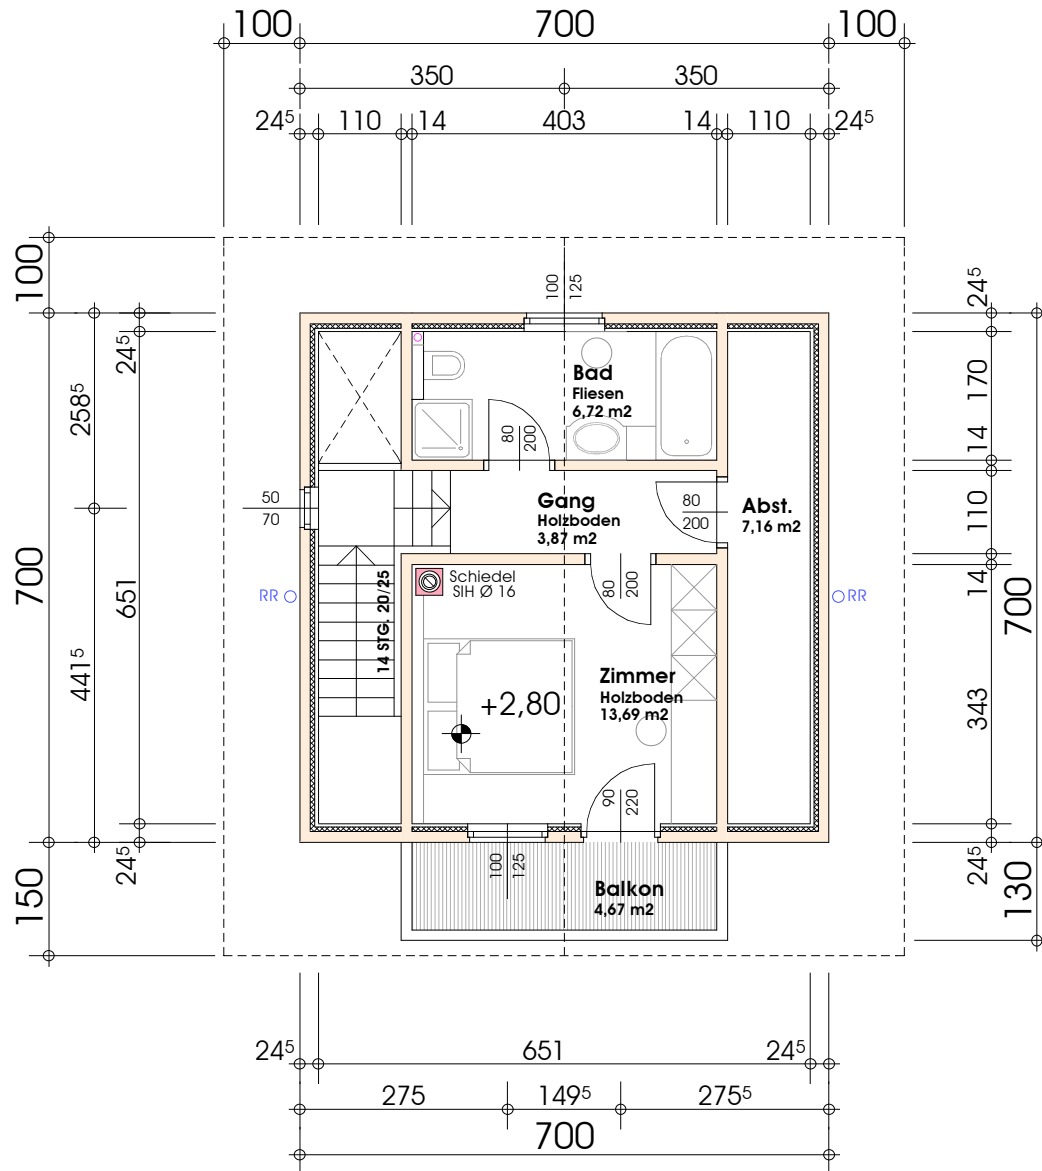 100 700 100
350 350
24⁵ 110 14 403 14 110 24⁵
100
125
100
24⁵
258⁵
700
651
441⁵
24⁵
150
24⁵
170
14
110
14
700
343
24⁵
130
Bad
Fliesen
6,72 m2
80
200
50
70
Gang
Holzboden
3,87 m2
80
200
Abst.
7,16 m2
Schiedel
SIH Ø 16
80
200
RR
RR
14 STG. 20/25
Zimmer
Holzboden
13,69 m2
+2,80
90
220
100
125
Balkon
4,67 m2
24⁵ 651 24⁵
275 149⁵ 275⁵
700